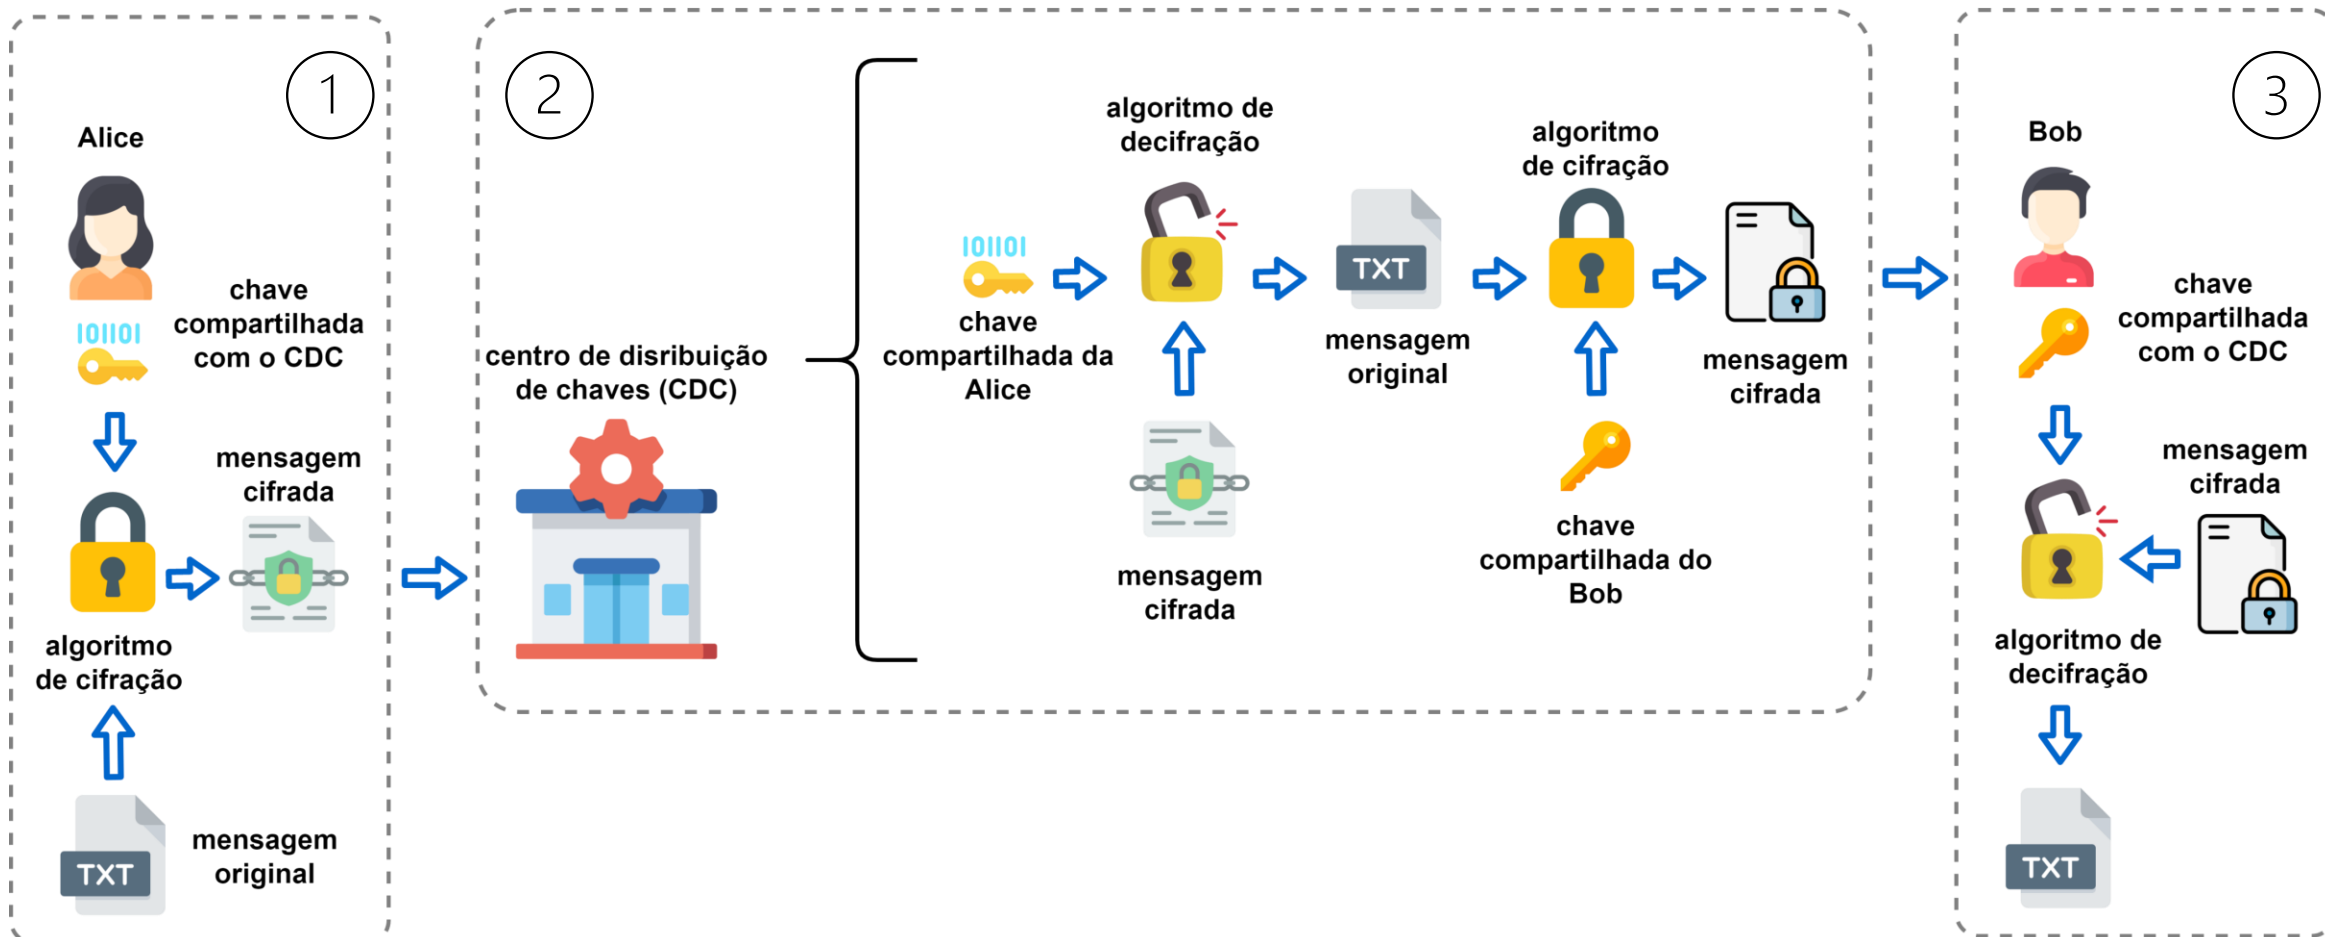 1
Alice
101101
chave
compartilhada
com o CDC
mensagem
cifrada
algoritmo
de cifração
TXT
mensagem
original
2
centro de disribuição
de chaves (CDC)
101101
chave
compartilhada da
Alice
algoritmo de
decifração
mensagem
cifrada
TXT
mensagem
original
algoritmo
de cifração
chave
compartilhada do
Bob
mensagem
cifrada
3
Bob
chave
compartilhada
com o CDC
mensagem
cifrada
algoritmo de
decifração
TXT